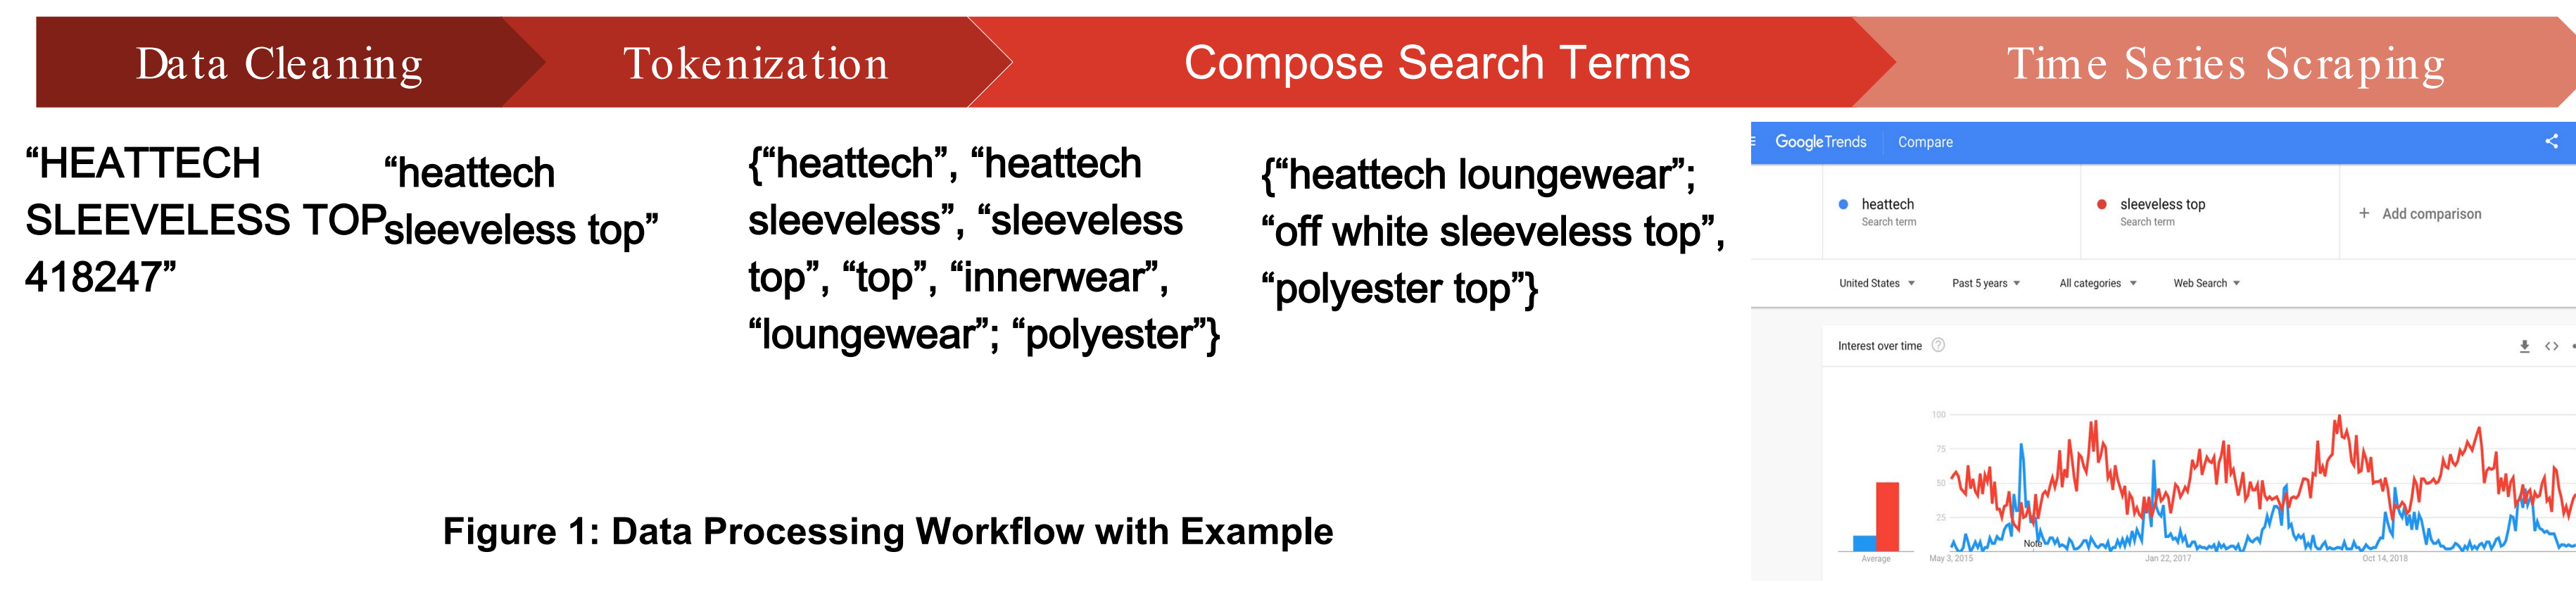 Data Cleaning
Tokenization
Compose Search Terms
Time Series Scraping
“HEATTECH
SLEEVELESS TOP
418247”
“heattech
sleeveless top”
{“heattech”, “heattech
sleeveless”, “sleeveless
top”, “top”, “innerwear”,
“loungewear”; “polyester”}
{“heattech loungewear”;
“off white sleeveless top”,
“polyester top”}
GoogleTrends
Compare
heattech
Search term
sleeveless top
Search term
+ Add comparison
United States
Past 5 years
All categories
Web Search
Interest over time
100
75
50
25
Note
Average
May 3, 2015
Jan 22, 2017
Oct 14, 2018
Figure 1: Data Processing Workflow with Example